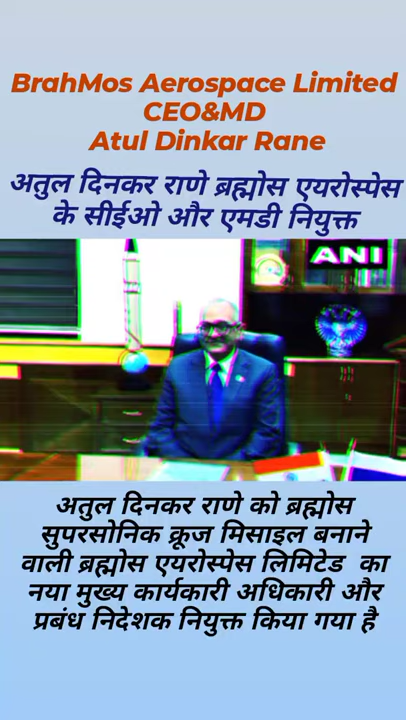 BrahMos Aerospace Limited
CEO&MD
Atul Dinkar Rane
अतुल दिनकर राणे ब्रह्मोस एयरोस्पेस
के सीईओ और एमडी नियुक्त
ANI
अतुल दिनकर राणे को ब्रह्मोस
सुपरसोनिक क्रूज मिसाइल बनाने
वाली ब्रह्मोस एयरोस्पेस लिमिटेड का
नया मुख्य कार्यकारी अधिकारी और
प्रबंध निदेशक नियुक्त किया गया है